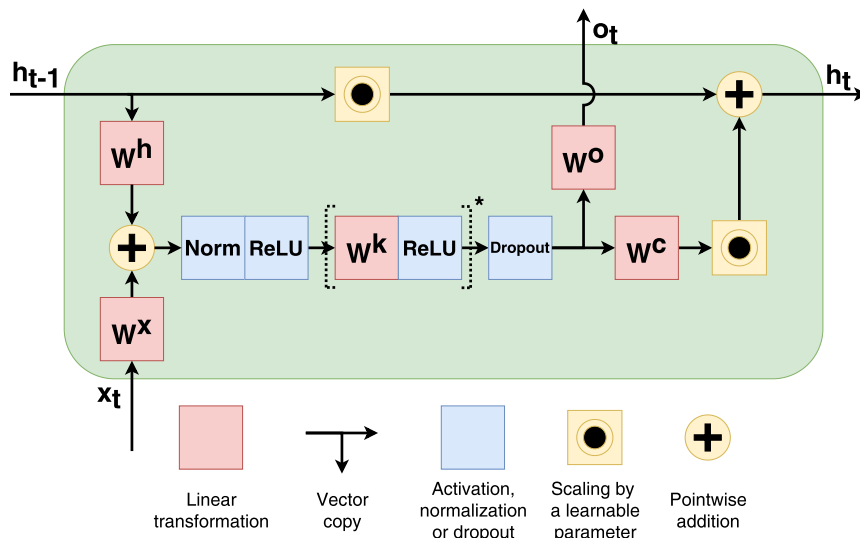 oₜ
hₜ₋₁
hₜ
Wʰ
Wᵒ
Norm
ReLU
Wᵏ
ReLU
*
Dropout
Wᶜ
Wˣ
xₜ
Linear
transformation
Vector
copy
Activation,
normalization
or dropout
Scaling by
a learnable
parameter
Pointwise
addition